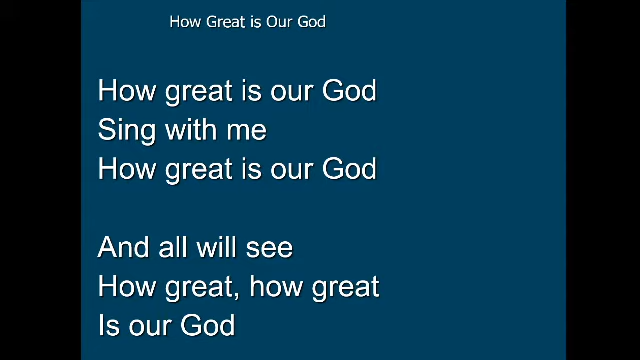 How Great is Our God
How great is our God
Sing with me
How great is our God
And all will see
How great, how great
Is our God